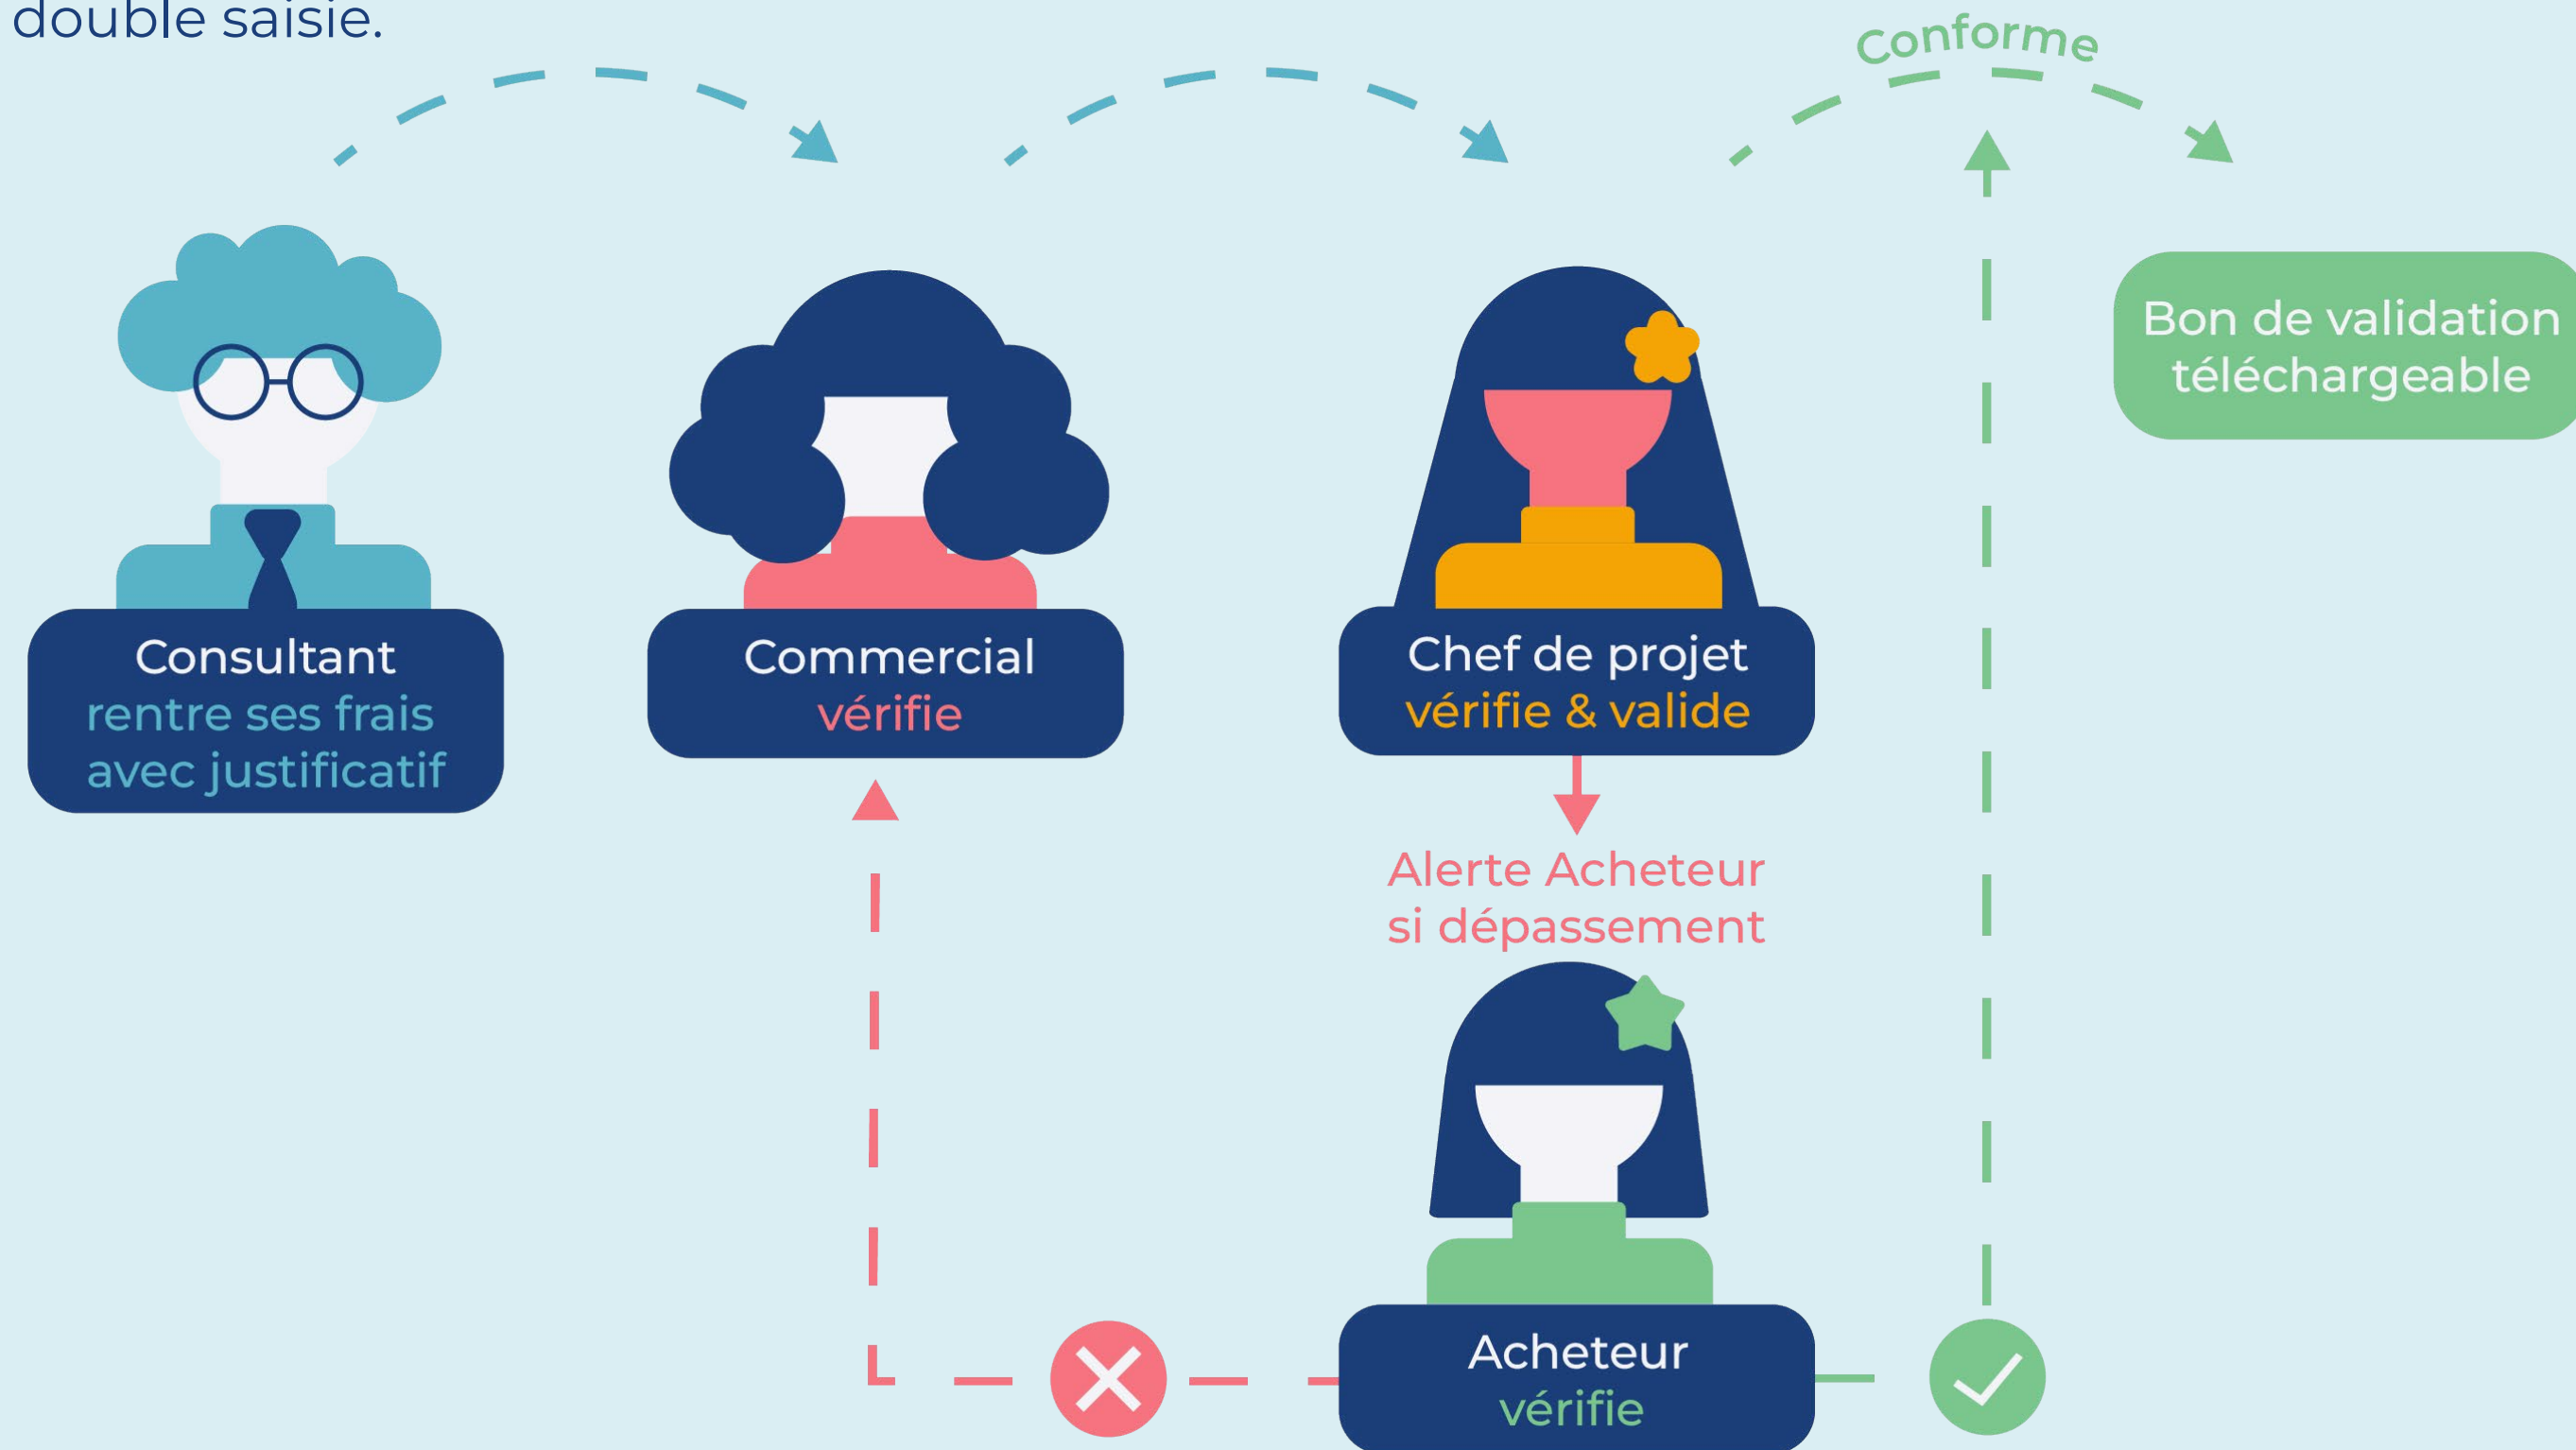 double saisie.
Conforme
Bon de validation
téléchargeable
Consultant
rentre ses frais
avec justificatif
Commercial
vérifie
Chef de projet
vérifie & valide
Alerte Acheteur
si dépassement
Acheteur
vérifie